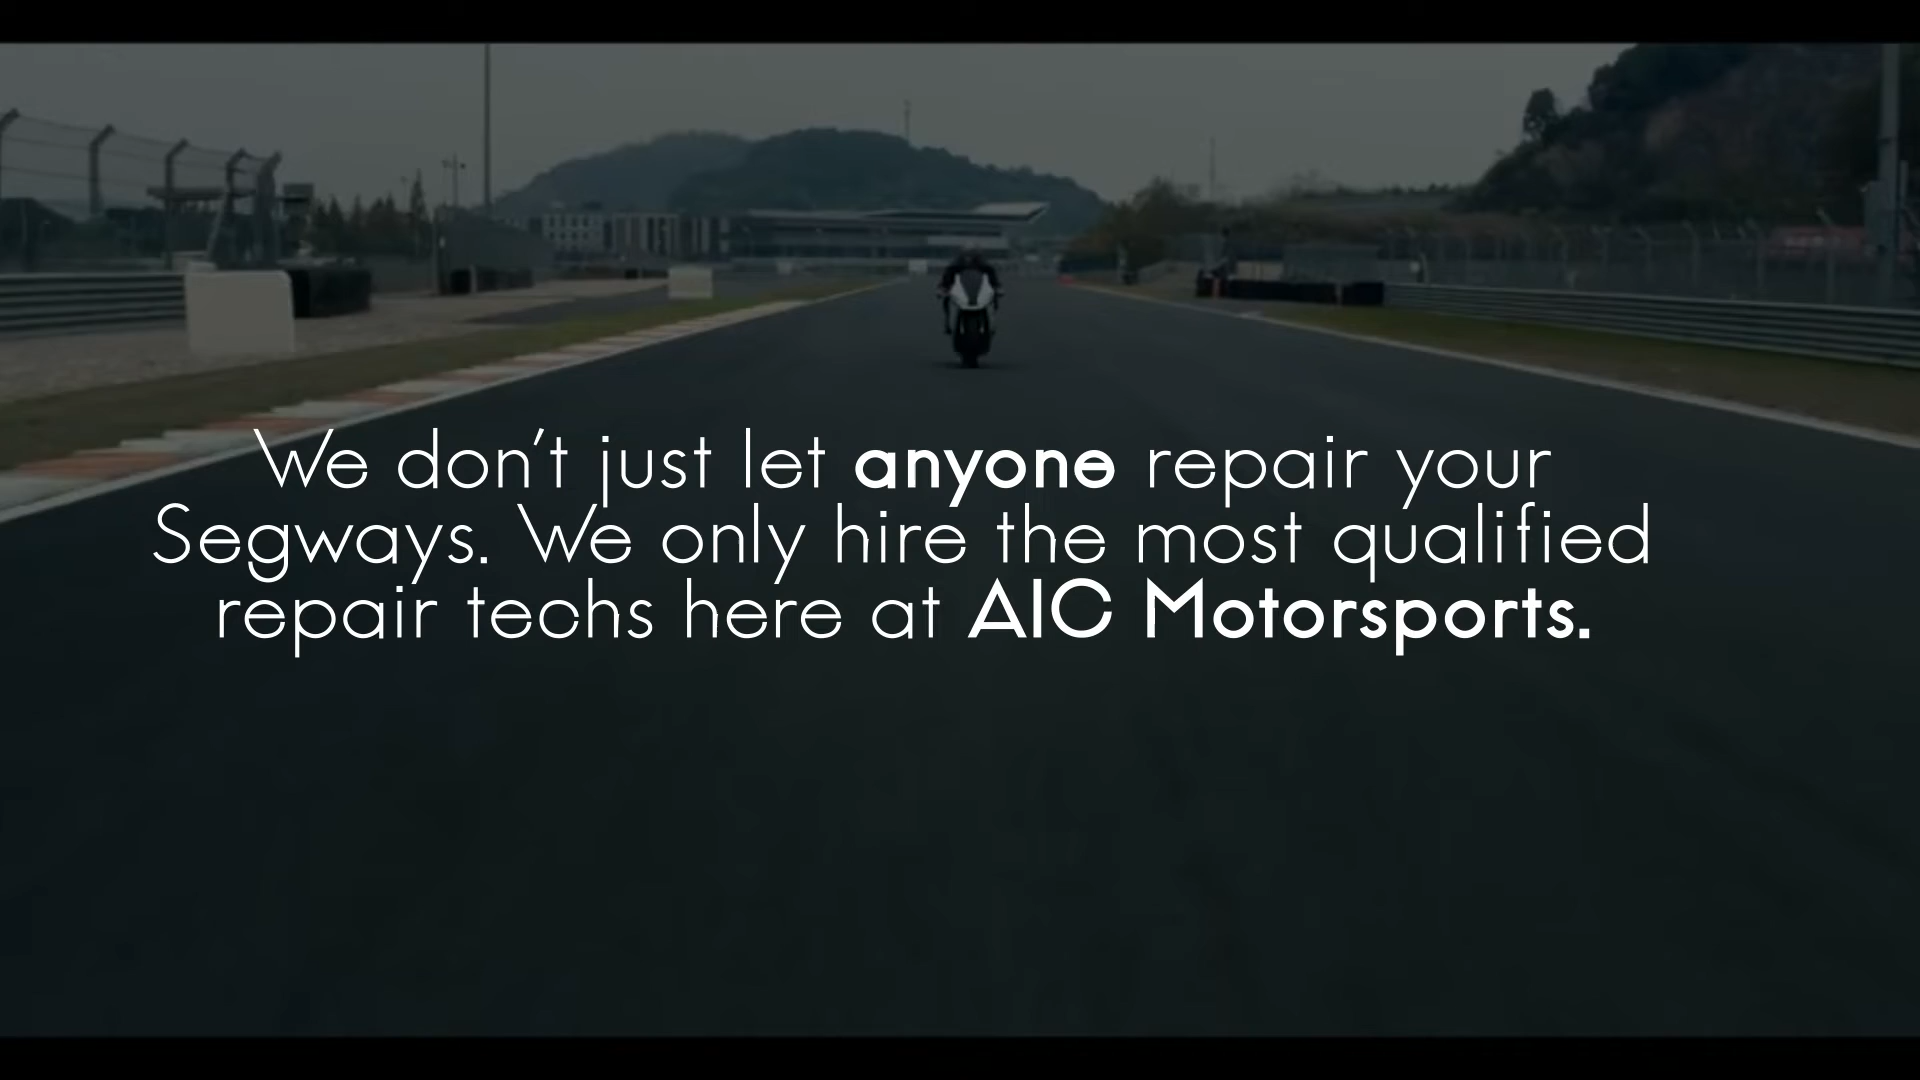 We don't just let anyone repair your
Segways. We only hire the most qualified
repair techs here at AIC Motorsports.